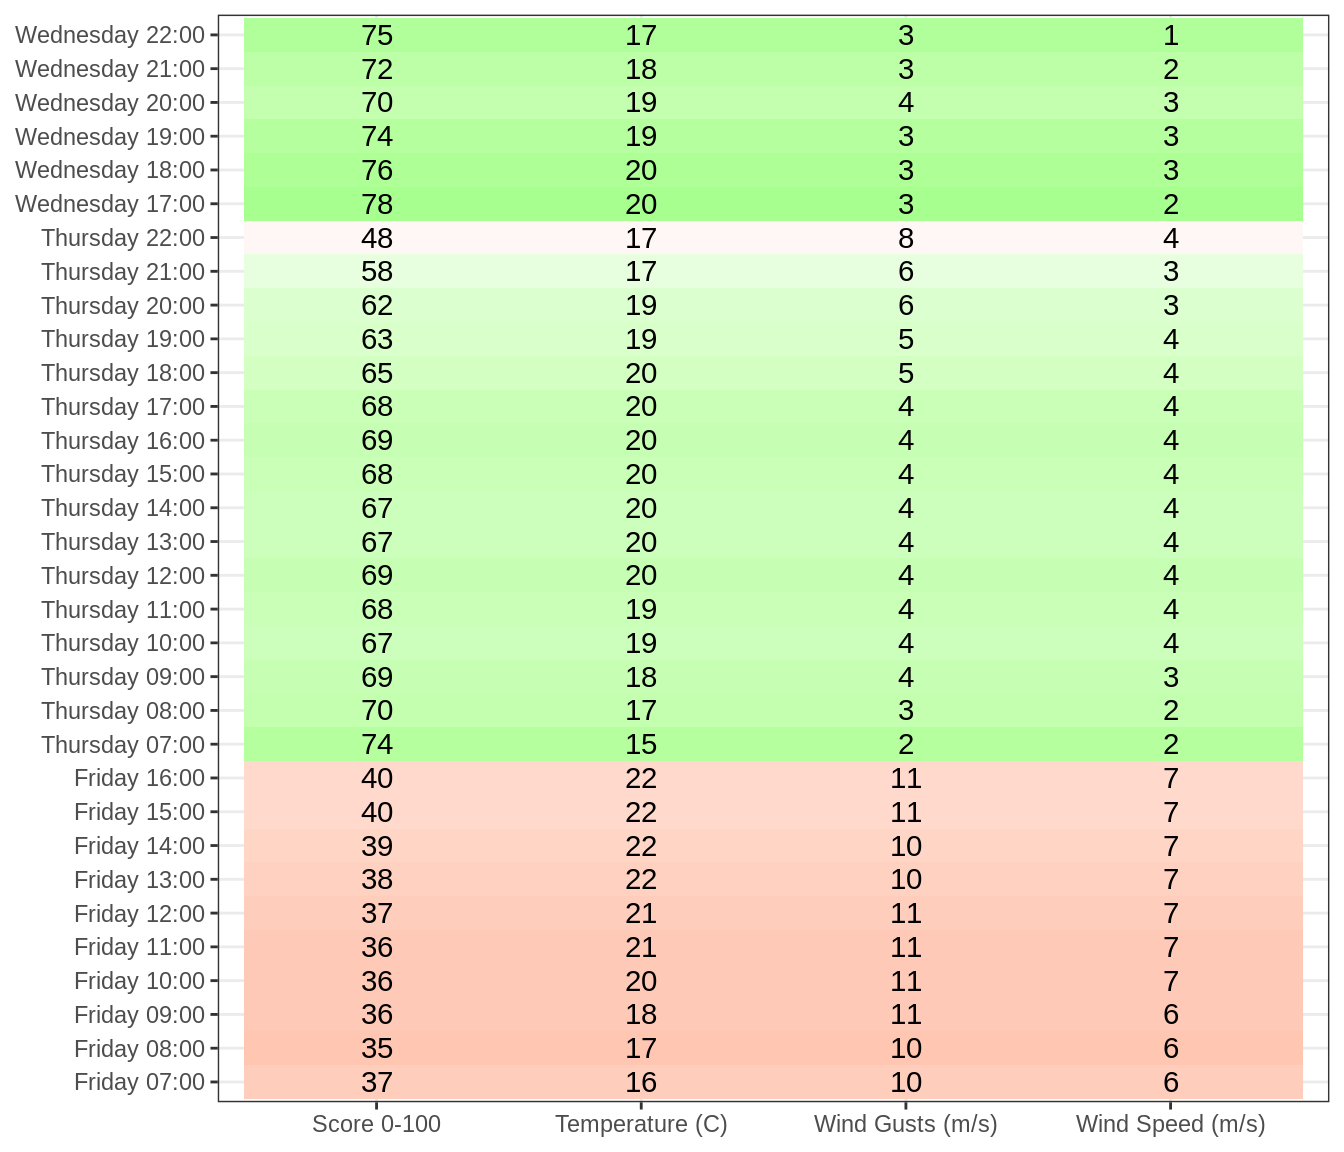 Wednesday 22:00 75 17 3 1
Wednesday 21:00 72 18 3 2
Wednesday 20:00 70 19 4 3
Wednesday 19:00 74 19 3 3
Wednesday 18:00 76 20 3 3
Wednesday 17:00 78 20 3 2
Thursday 22:00 48 17 8 4
Thursday 21:00 58 17 6 3
Thursday 20:00 62 19 6 3
Thursday 19:00 63 19 5 4
Thursday 18:00 65 20 5 4
Thursday 17:00 68 20 4 4
Thursday 16:00 69 20 4 4
Thursday 15:00 68 20 4 4
Thursday 14:00 67 20 4 4
Thursday 13:00 67 20 4 4
Thursday 12:00 69 20 4 4
Thursday 11:00 68 19 4 4
Thursday 10:00 67 19 4 4
Thursday 09:00 69 18 4 3
Thursday 08:00 70 17 3 2
Thursday 07:00 74 15 2 2
Friday 16:00 40 22 11 7
Friday 15:00 40 22 11 7
Friday 14:00 39 22 10 7
Friday 13:00 38 22 10 7
Friday 12:00 37 21 11 7
Friday 11:00 36 21 11 7
Friday 10:00 36 20 11 7
Friday 09:00 36 18 11 6
Friday 08:00 35 17 10 6
Friday 07:00 37 16 10 6
Score 0-100 Temperature (C) Wind Gusts (m/s) Wind Speed (m/s)